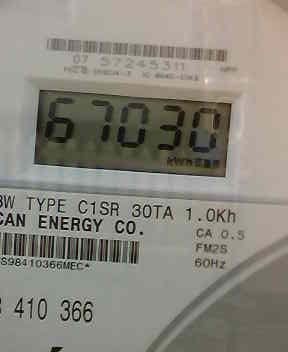 07 57245311
67030
kWh
3W TYPE C1SR 30TA 1.0Kh
CAN ENERGY CO.
CA 0.5
FM2S
60Hz
S98410366MEC*
410 366